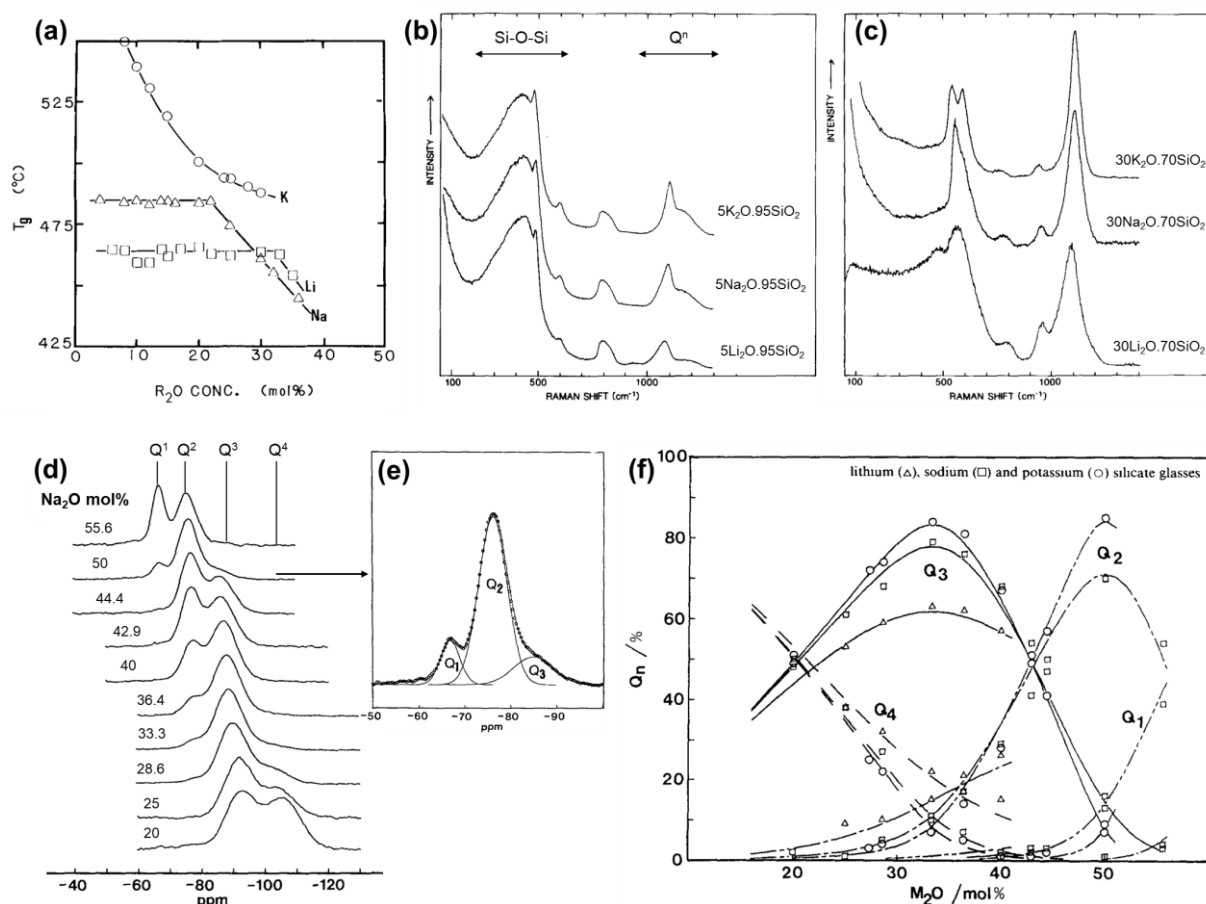 (a)
525
475
425
Tg (°C)
0 10 20 30 40 50
R₂O CONC. (mol%)
K
Li
Na
(b)
Si-O-Si
Qⁿ
INTENSITY
5K₂O.95SiO₂
5Na₂O.95SiO₂
5Li₂O.95SiO₂
100 500 1000
RAMAN SHIFT (cm⁻¹)
(c)
INTENSITY
30K₂O.70SiO₂
30Na₂O.70SiO₂
30Li₂O.70SiO₂
100 500 1000
RAMAN SHIFT (cm⁻¹)
(d)
Q¹ Q² Q³ Q⁴
Na₂O mol%
55.6
50
44.4
42.9
40
36.4
33.3
28.6
25
20
-40 -60 -80 -100 -120
ppm
(e)
Q₁
Q₂
Q₃
-50 -60 -70 -80 -90
ppm
(f)
lithium (△), sodium (□) and potassium (○) silicate glasses
100
80
60
40
20
0
Qn/%
Q₃
Q₂
Q₄
Q₁
20 30 40 50
M₂O/mol%